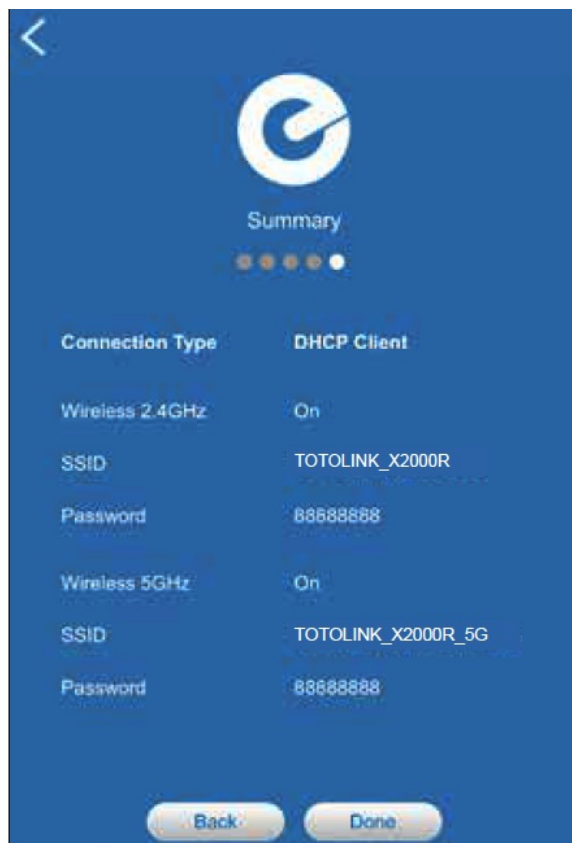 Summary
Connection Type DHCP Client
Wireless 2.4GHz On
SSID TOTOLINK_X2000R
Password 88888888
Wireless 5GHz On
SSID TOTOLINK_X2000R_5G
Password 88888888
Back Done